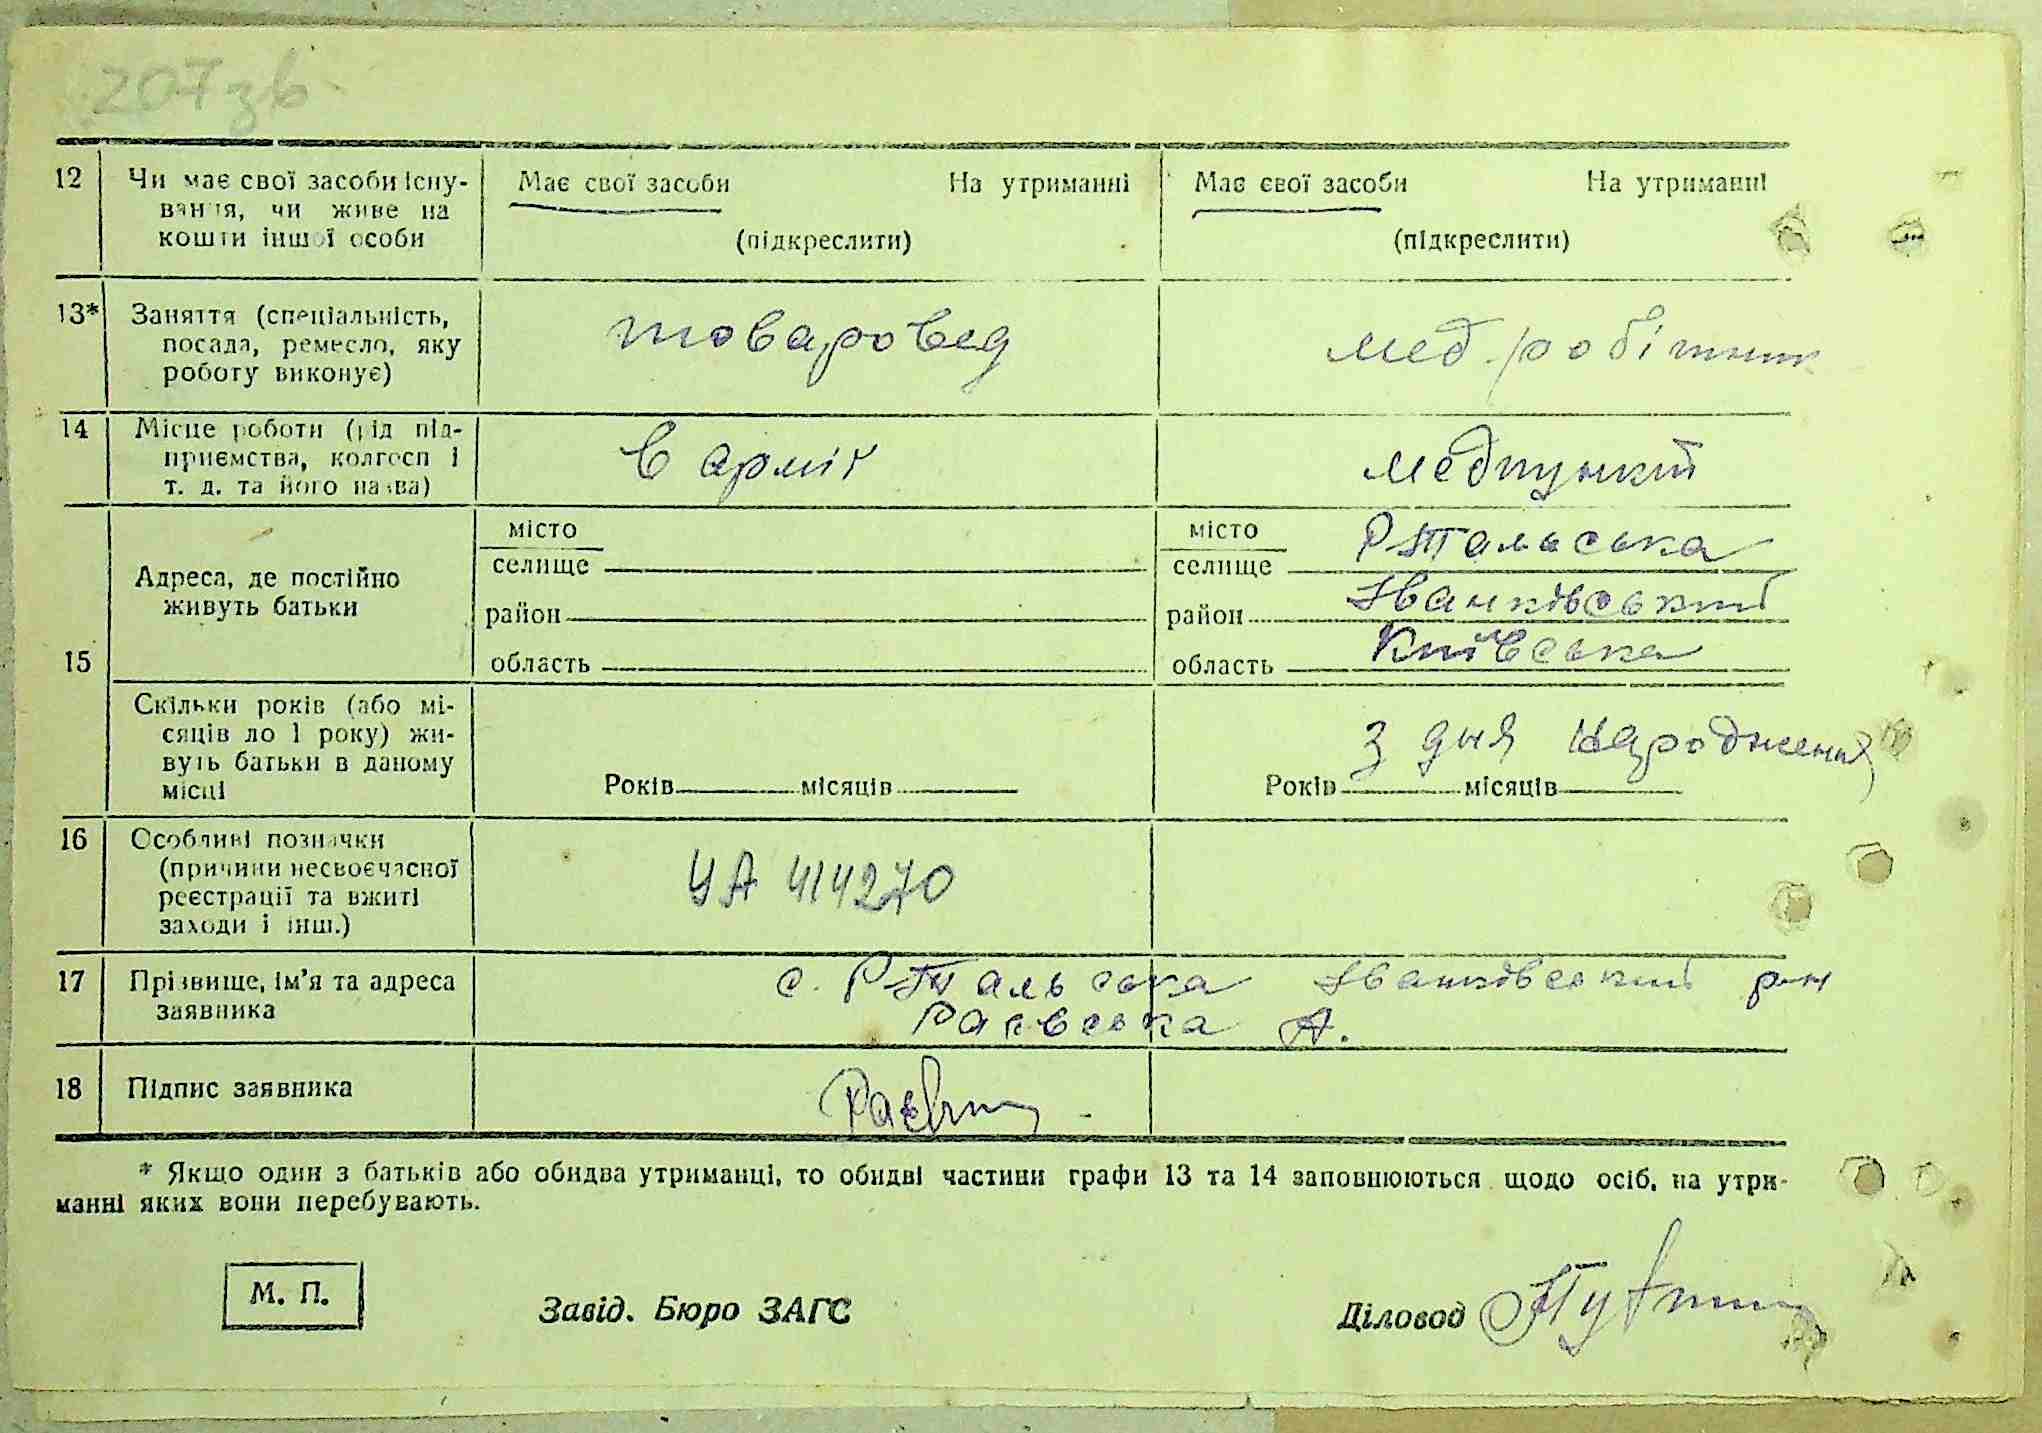 207 зв
12 Чи має свої засоби існу-
вання, чи живе на
кошти іншої особи
Має свої засоби На утриманні
(підкреслити)
Має свої засоби На утриманні
(підкреслити)
13* Заняття (спеціальність,
посада, ремесло, яку
роботу виконує)
товаровед
мед. робітник
14 Місце роботи (рід під-
приємства, колгосп і
т. д. та його назва)
в армії
медпункт
15
Адреса, де постійно
живуть батьки
місто
селище
район
область
місто
селище Р. Тальська
район Іванківський
область Київська
Скільки років (або мі-
сяців до 1 року) жи-
вуть батьки в даному
місці
Років місяців
з дня народження
Років місяців
16 Особливі позначки
(причини несвоєчасної
реєстрації та вжиті
заходи і інш.)
УА 414270
17 Прізвище, ім'я та адреса
заявника
с. Р. Тальська Іванківський р-н
Раєвська А.
18 Підпис заявника
* Якщо один з батьків або обидва утриманці, то обидві частини графи 13 та 14 заповнюються щодо осіб, на утри-
манні яких вони перебувають.
М. П.
Завід. Бюро ЗАГС
Діловод